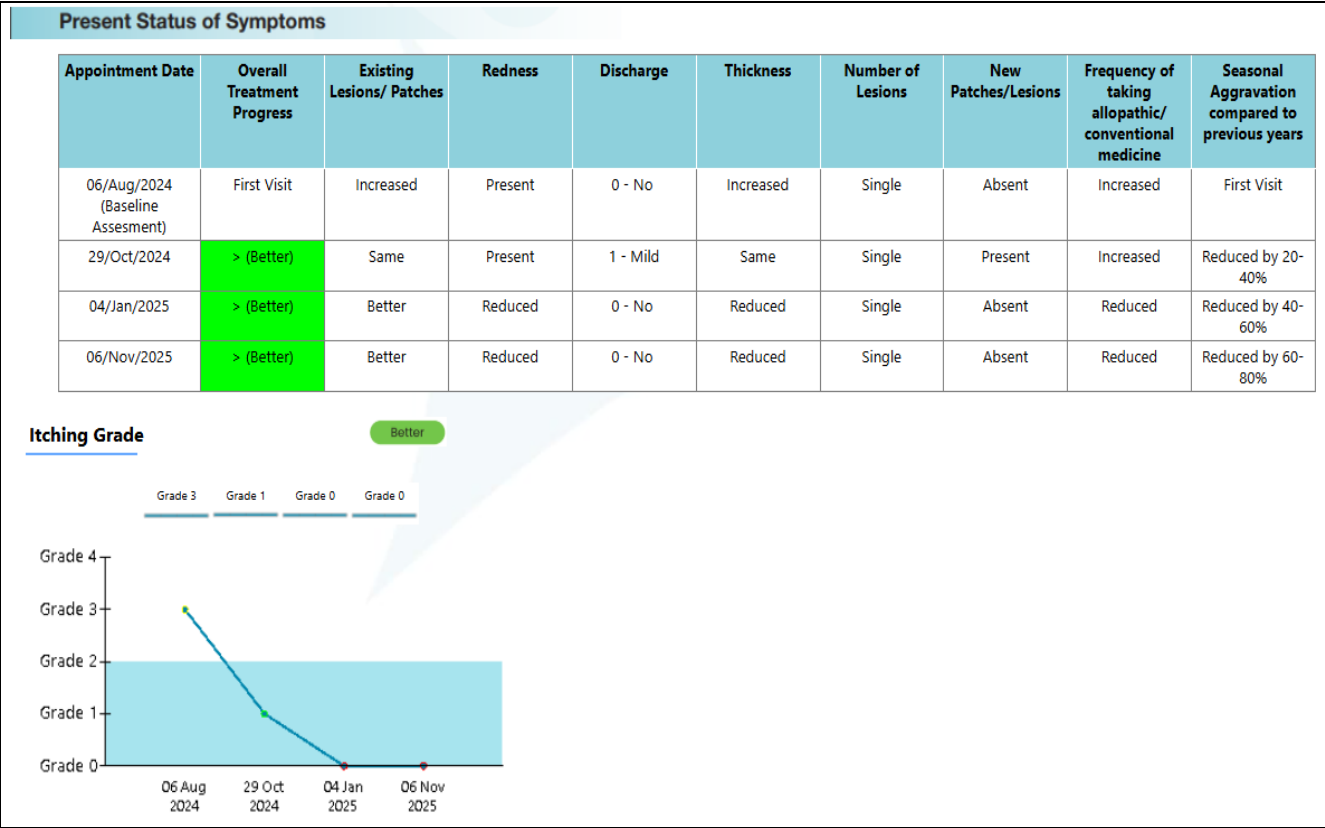 Present Status of Symptoms
Appointment Date Overall Treatment Progress Existing Lesions/ Patches Redness Discharge Thickness Number of Lesions New Patches/Lesions Frequency of taking allopathic/ conventional medicine Seasonal Aggravation compared to previous years
06/Aug/2024 (Baseline Assesment) First Visit Increased Present 0 - No Increased Single Absent Increased First Visit
29/Oct/2024 > (Better) Same Present 1 - Mild Same Single Present Increased Reduced by 20-40%
04/Jan/2025 > (Better) Better Reduced 0 - No Reduced Single Absent Reduced Reduced by 40-60%
06/Nov/2025 > (Better) Better Reduced 0 - No Reduced Single Absent Reduced Reduced by 60-80%
Itching Grade Better
Grade 3 Grade 1 Grade 0 Grade 0
Grade 4
Grade 3
Grade 2
Grade 1
Grade 0
06 Aug 29 Oct 04 Jan 06 Nov
2024 2024 2025 2025